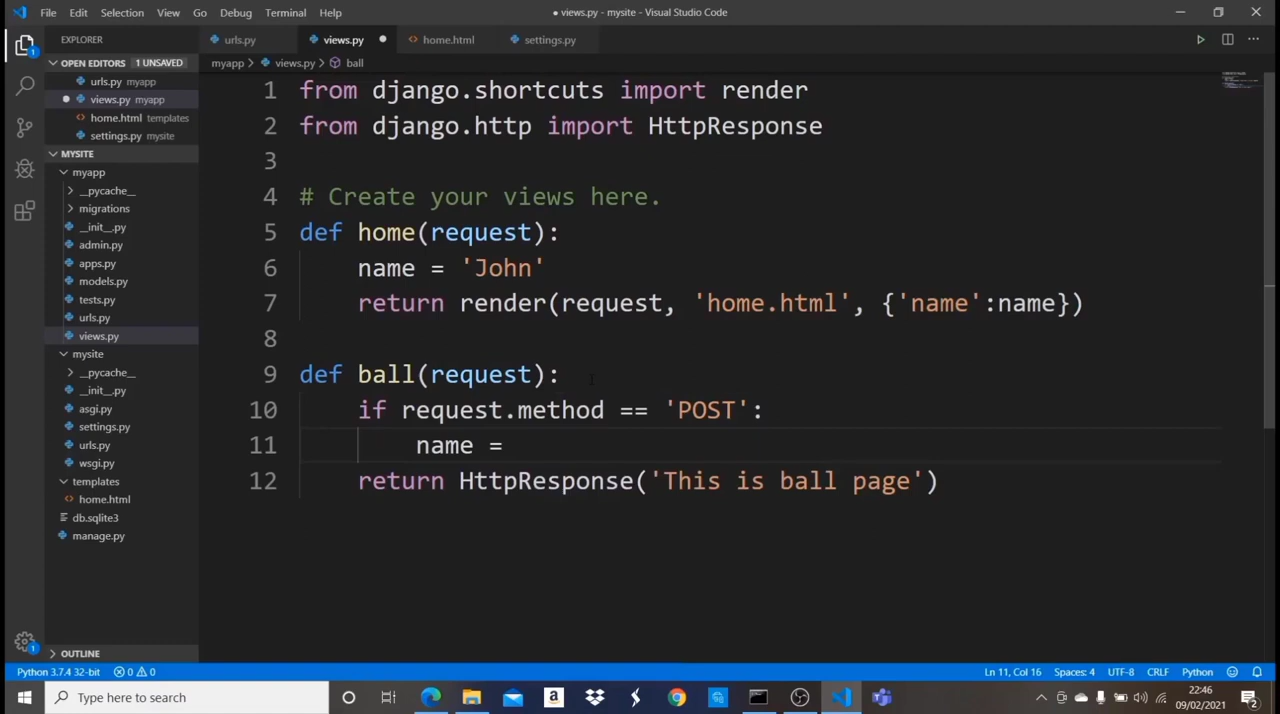 File Edit Selection View Go Debug Terminal Help
● views.py - mysite - Visual Studio Code
EXPLORER
urls.py views.py home.html settings.py
OPEN EDITORS 1 UNSAVED
myapp > views.py > ball
urls.py myapp
views.py myapp
home.html templates
settings.py mysite
MYSITE
myapp
__pycache__
migrations
__init__.py
admin.py
apps.py
models.py
tests.py
urls.py
views.py
mysite
__pycache__
__init__.py
asgi.py
settings.py
urls.py
wsgi.py
templates
home.html
db.sqlite3
manage.py
OUTLINE
1 from django.shortcuts import render
2 from django.http import HttpResponse
3
4 # Create your views here.
5 def home(request):
6 name = 'John'
7 return render(request, 'home.html', {'name':name})
8
9 def ball(request):
10 if request.method == 'POST':
11 name =
12 return HttpResponse('This is ball page')
1
1
Python 3.7.4 32-bit 0 0 Ln 11, Col 16 Spaces: 4 UTF-8 CRLF Python 1
Type here to search
22:46
09/02/2021
2